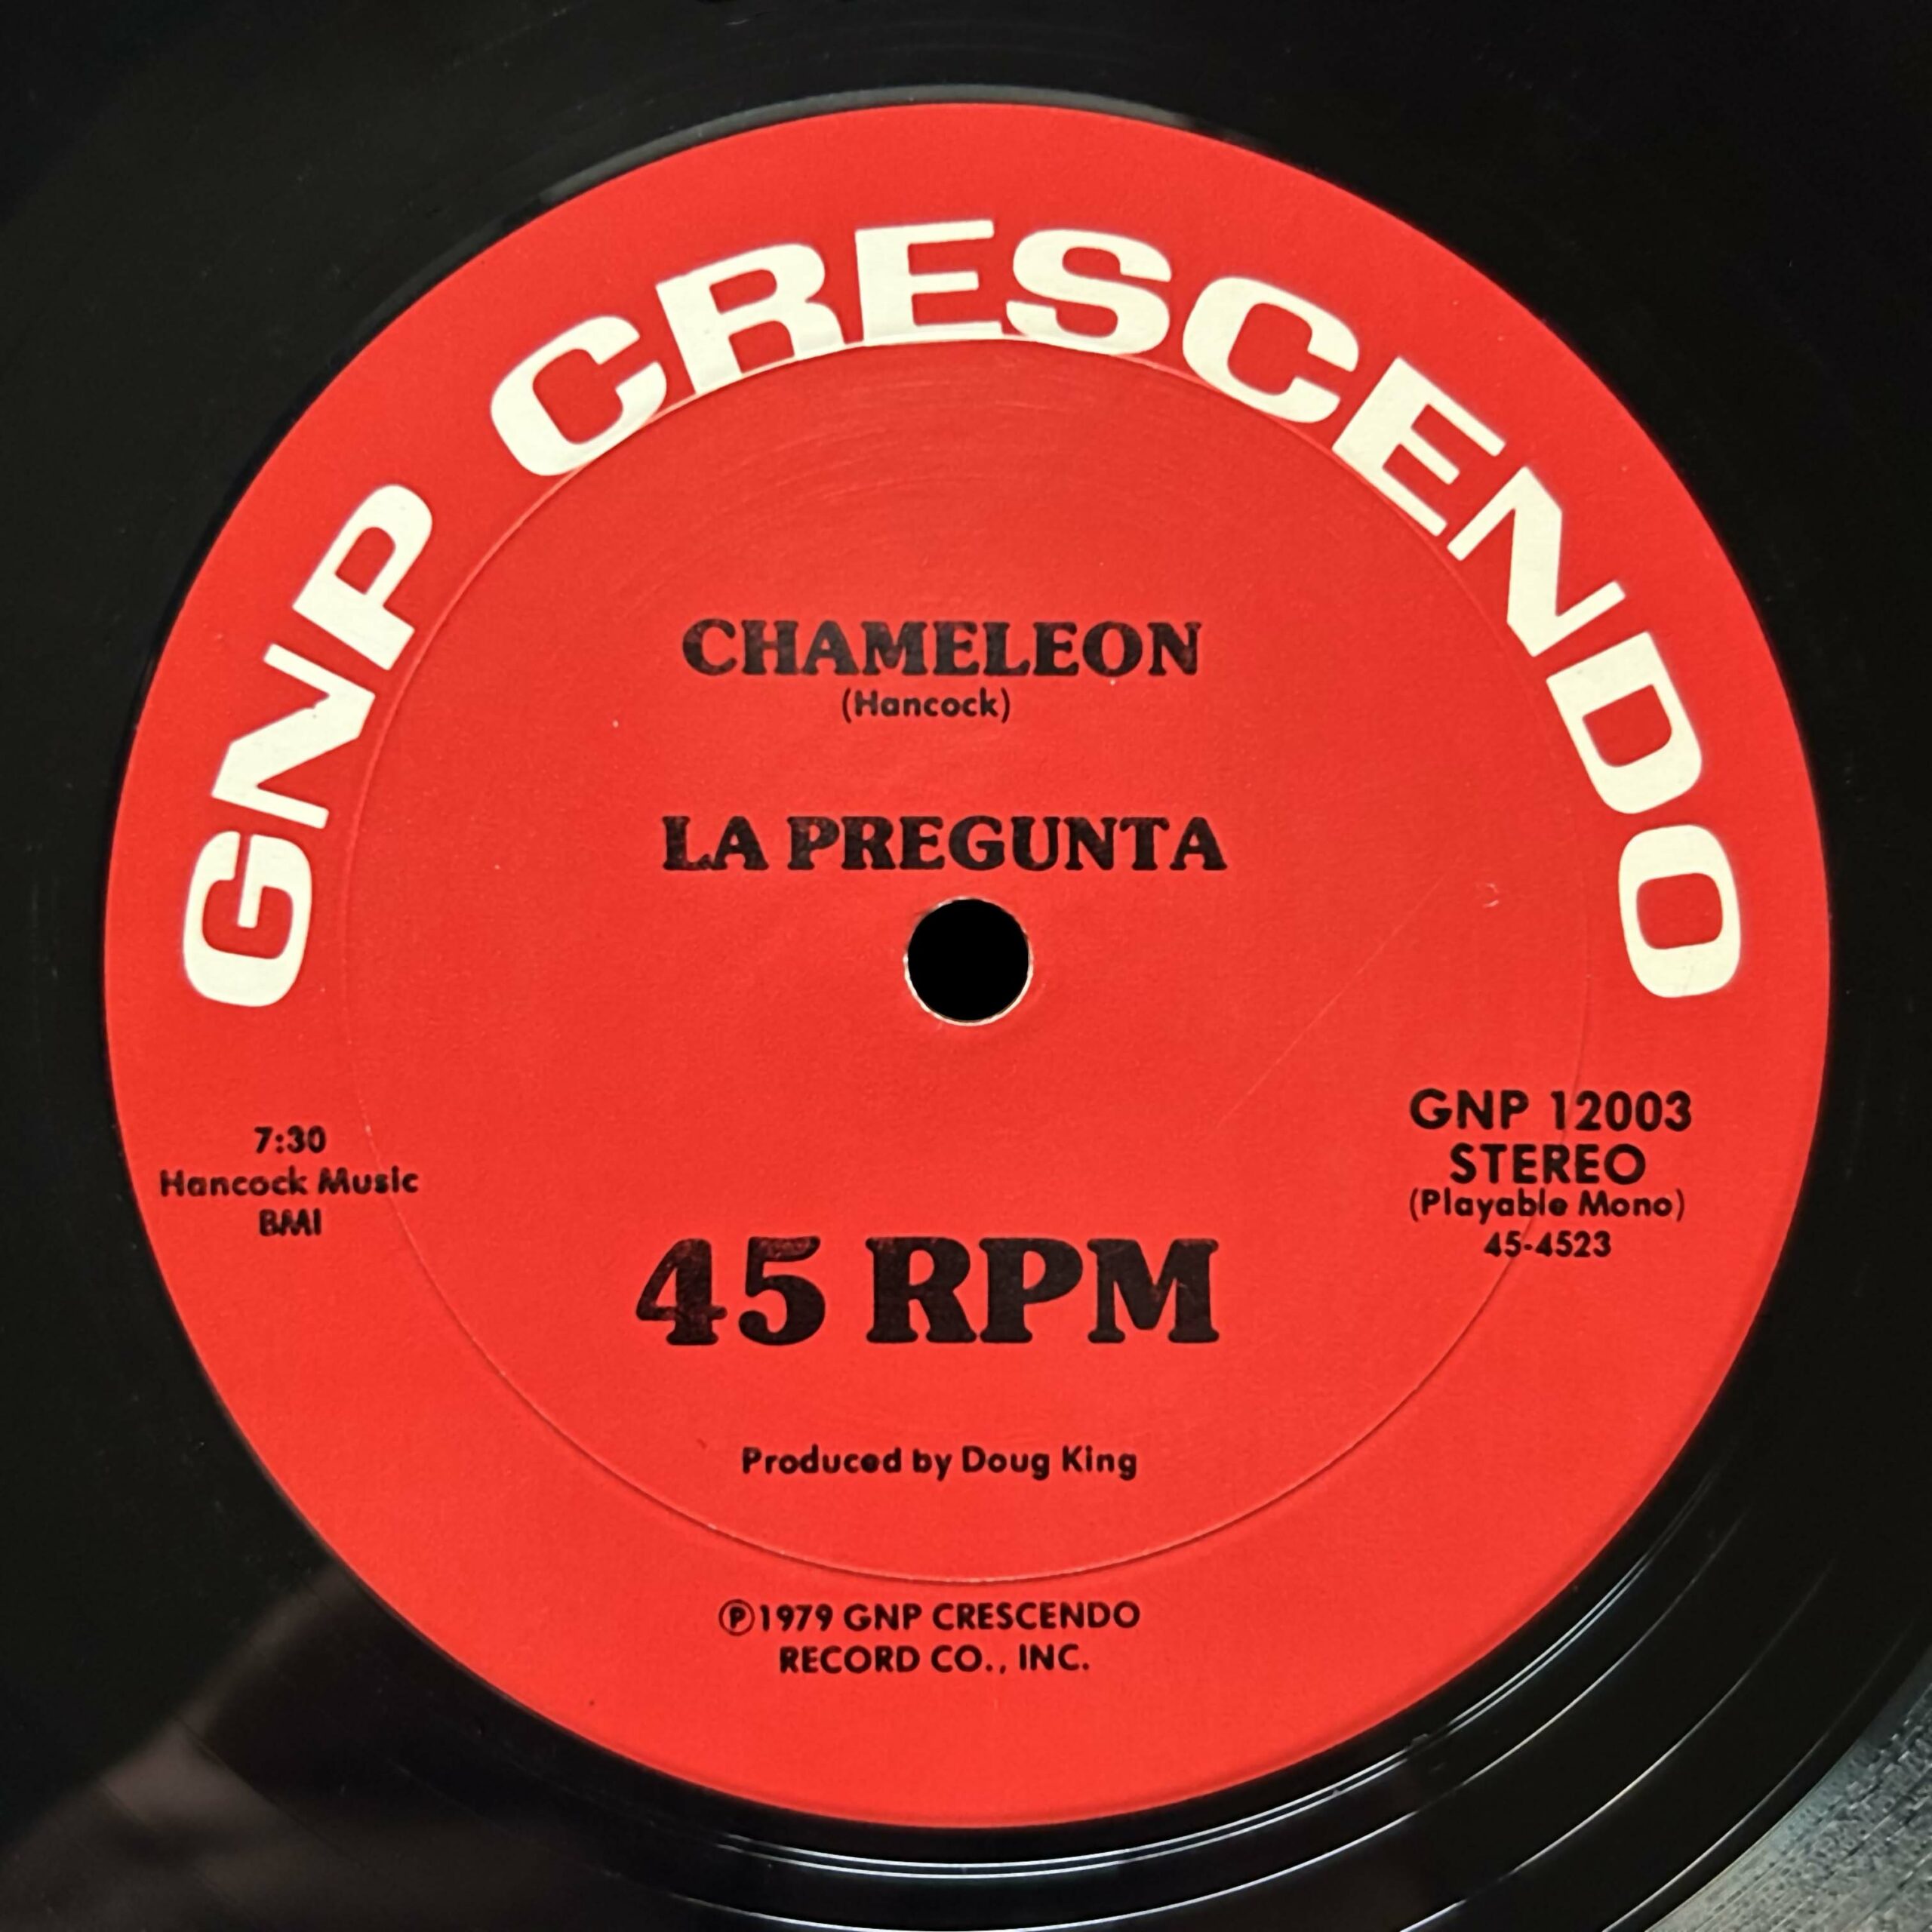 GNP CRESCENDO
CHAMELEON
(Hancock)
LA PREGUNTA
7:30
Hancock Music
BMI
GNP 12003
STEREO
(Playable Mono)
45-4523
45 RPM
Produced by Doug King
℗1979 GNP CRESCENDO
RECORD CO., INC.